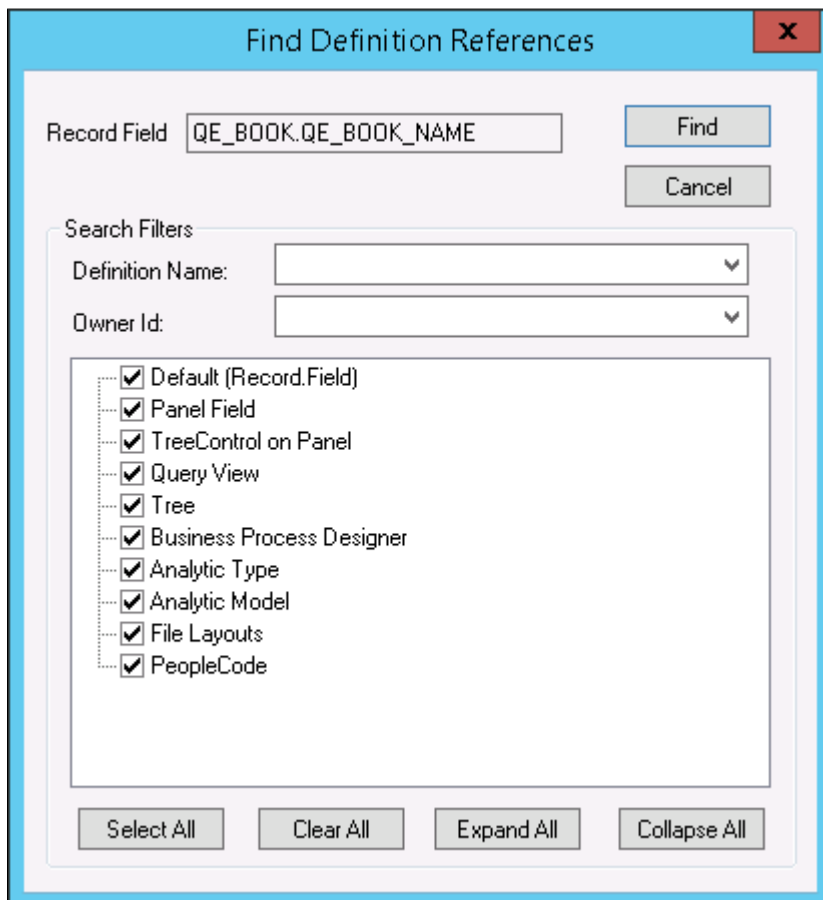 Find Definition References
x
Record Field QE_BOOK.QE_BOOK_NAME Find
Cancel
Search Filters
Definition Name:
Owner Id:
Default (Record.Field)
Panel Field
TreeControl on Panel
Query View
Tree
Business Process Designer
Analytic Type
Analytic Model
File Layouts
PeopleCode
Select All Clear All Expand All Collapse All